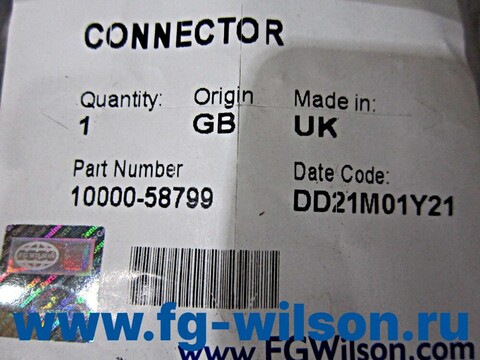 CONNECTOR
Quantity: Origin Made in:
1 GB UK
Part Number Date Code:
10000-58799 DD21M01Y21
www.fg-wilson.ru
www.FGWilson.com